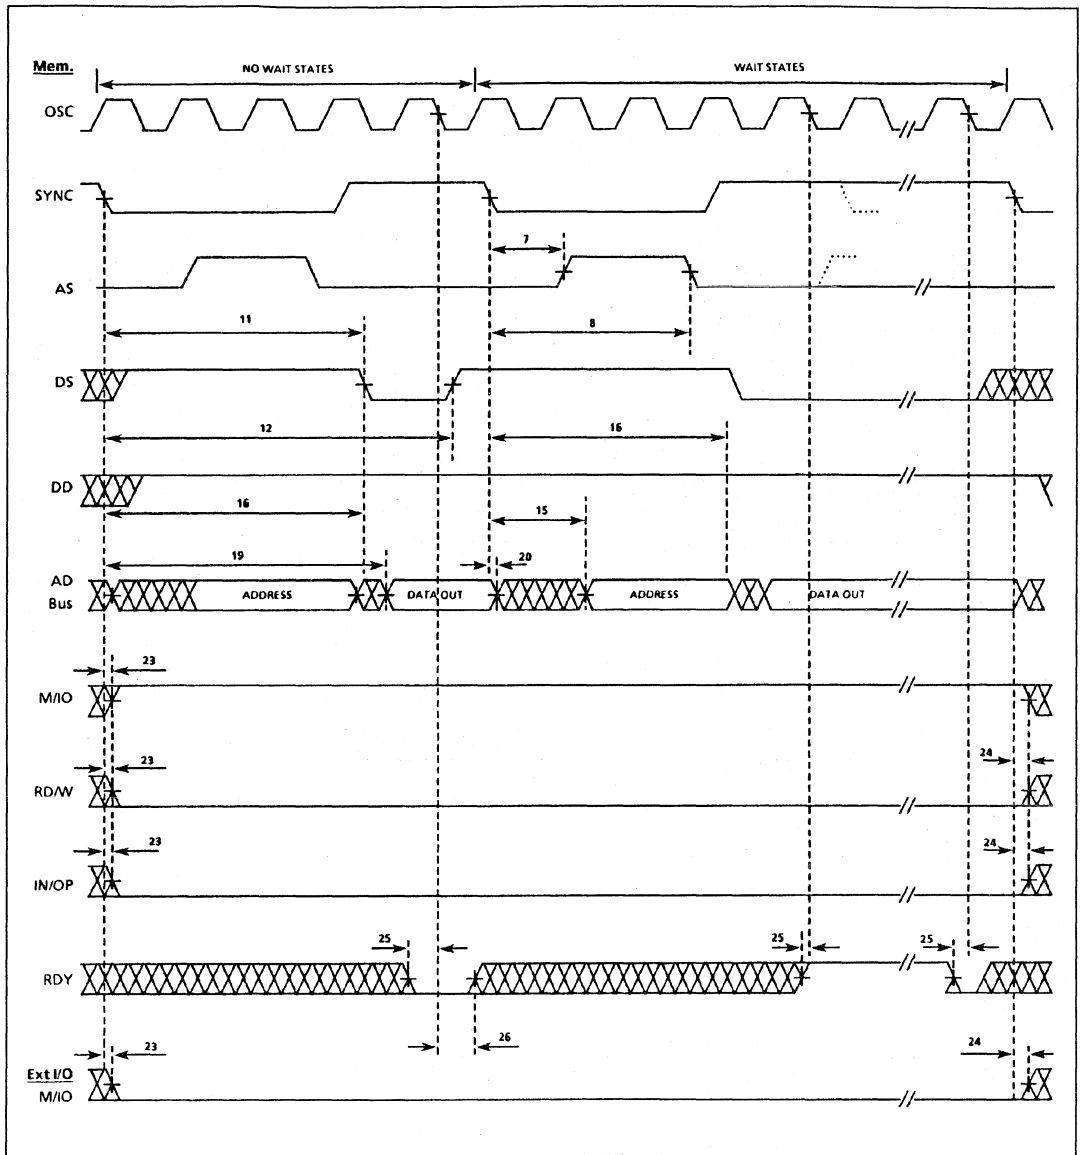 Mem.
NO WAIT STATES
WAIT STATES
OSC
SYNC
7
AS
11
8
DS
12
16
DD
16
15
19
20
AD
Bus
ADDRESS
DATA OUT
ADDRESS
DATA OUT
23
M/IO
23
24
RD/W
23
24
IN/OP
25
25
25
RDY
26
23
24
Ext I/O
M/IO